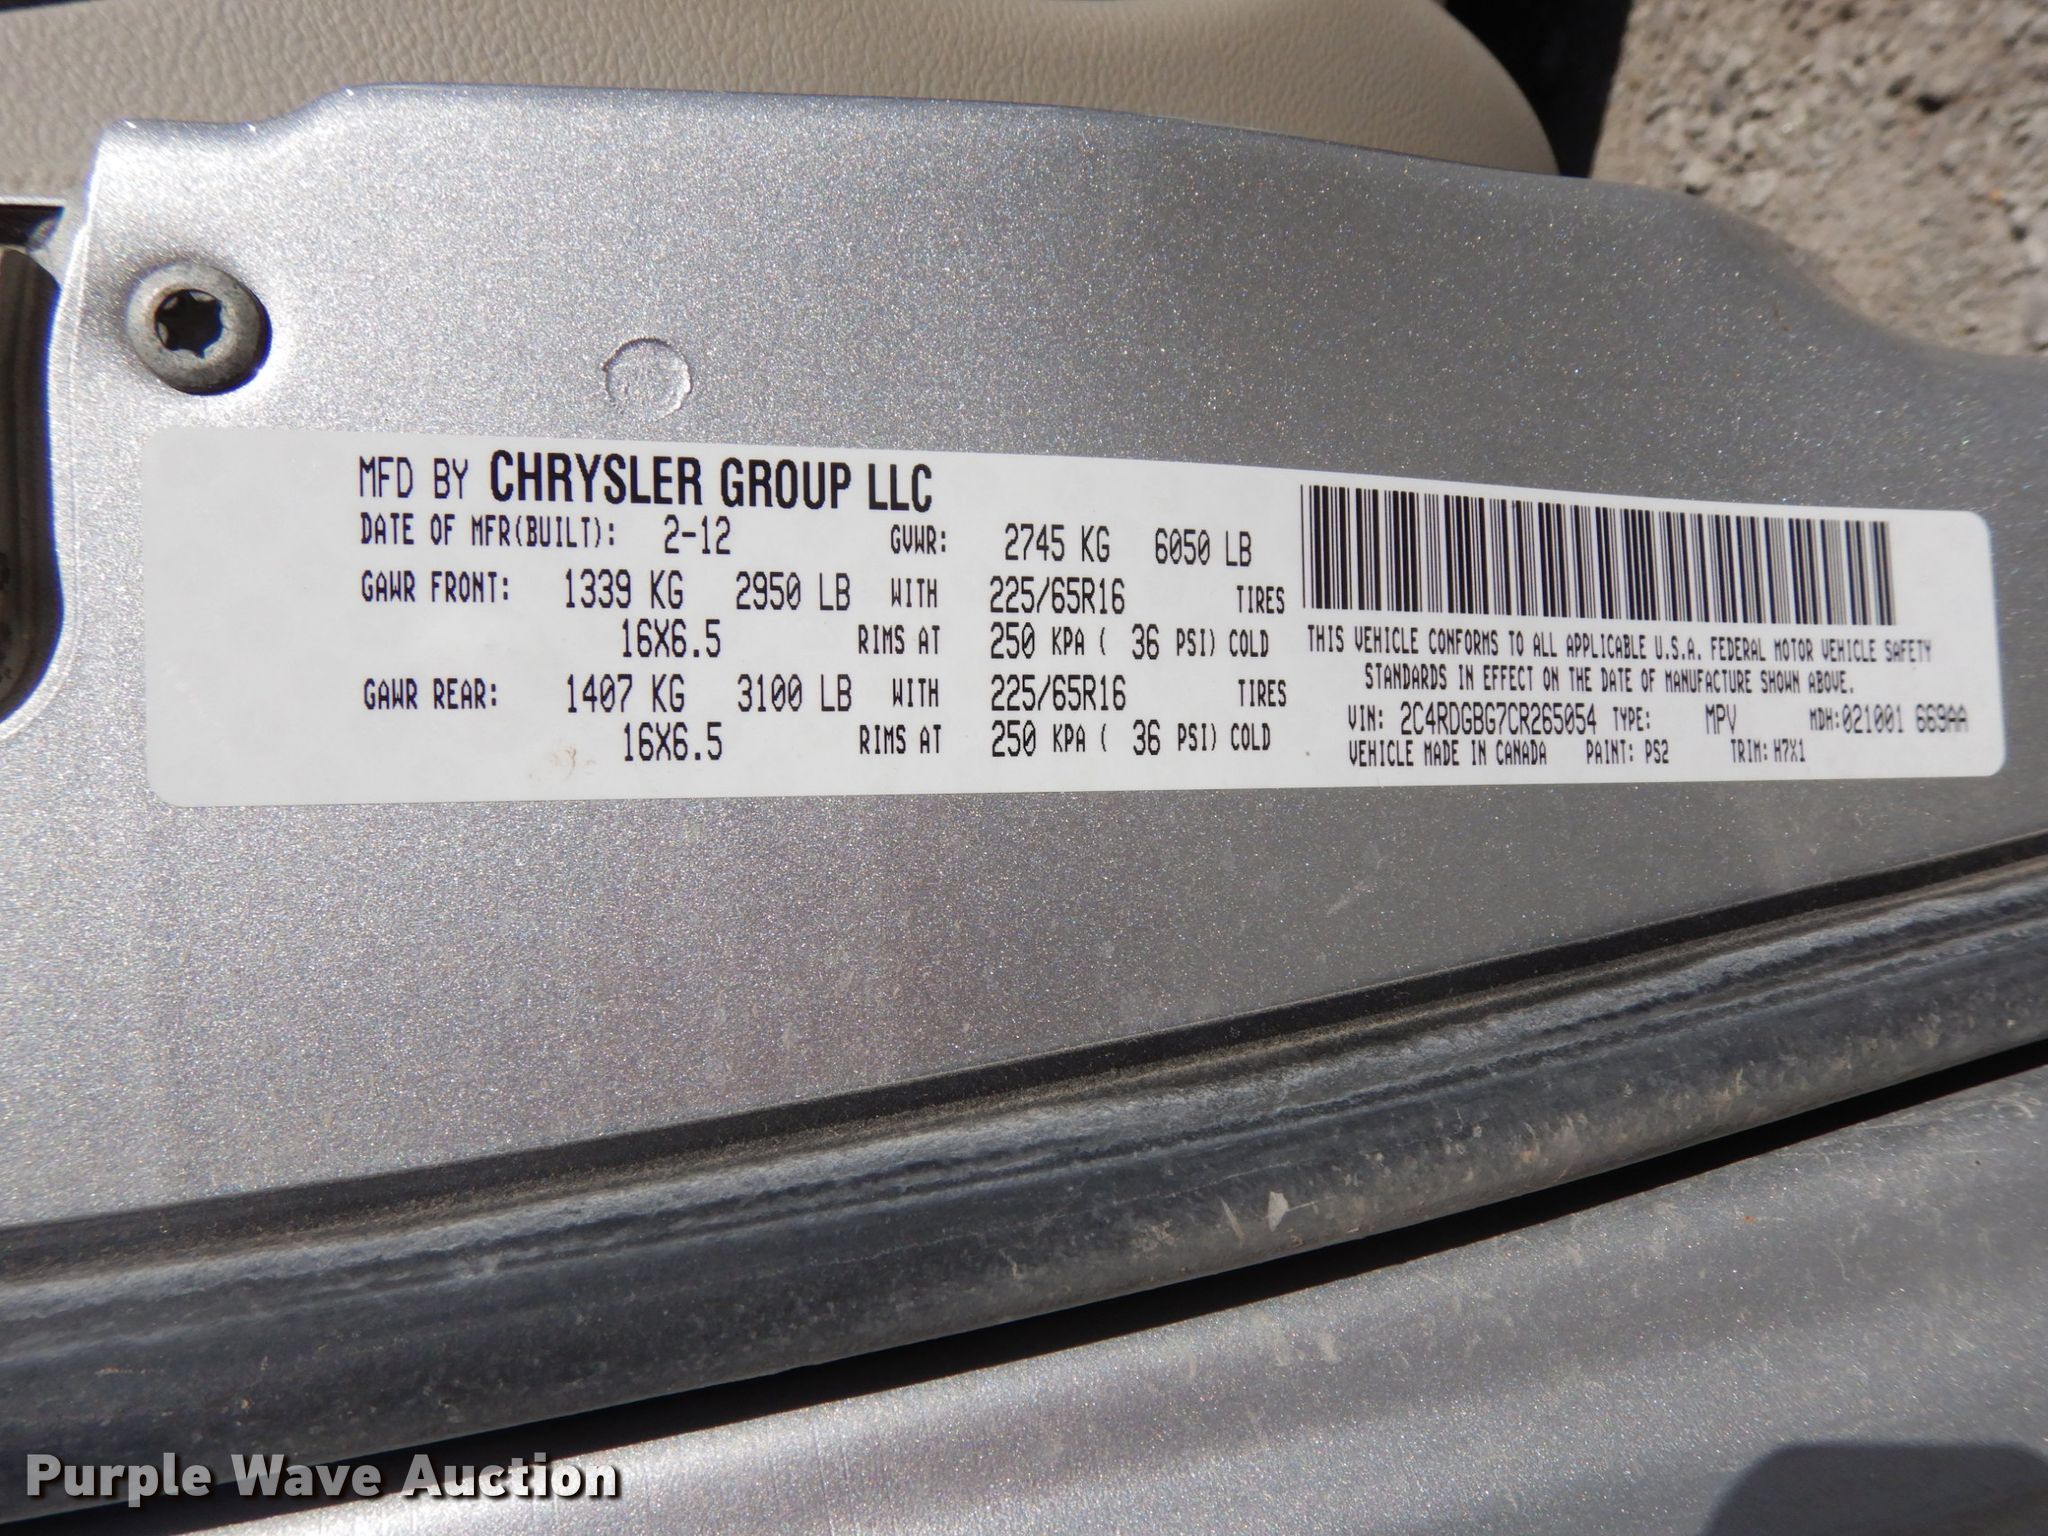 MFD BY CHRYSLER GROUP LLC
DATE OF MFR(BUILT): 2-12 GVWR: 2745 KG 6050 LB
GAWR FRONT: 1339 KG 2950 LB WITH 225/65R16 TIRES
16X6.5 RIMS AT 250 KPA ( 36 PSI) COLD
GAWR REAR: 1407 KG 3100 LB WITH 225/65R16 TIRES
16X6.5 RIMS AT 250 KPA ( 36 PSI) COLD
THIS VEHICLE CONFORMS TO ALL APPLICABLE U.S.A. FEDERAL MOTOR VEHICLE SAFETY
STANDARDS IN EFFECT ON THE DATE OF MANUFACTURE SHOWN ABOVE.
VIN: 2C4RDGBG7CR265054 TYPE: MPV MDH:021001 669AA
VEHICLE MADE IN CANADA PAINT: PS2 TRIM: H7X1
Purple Wave Auction